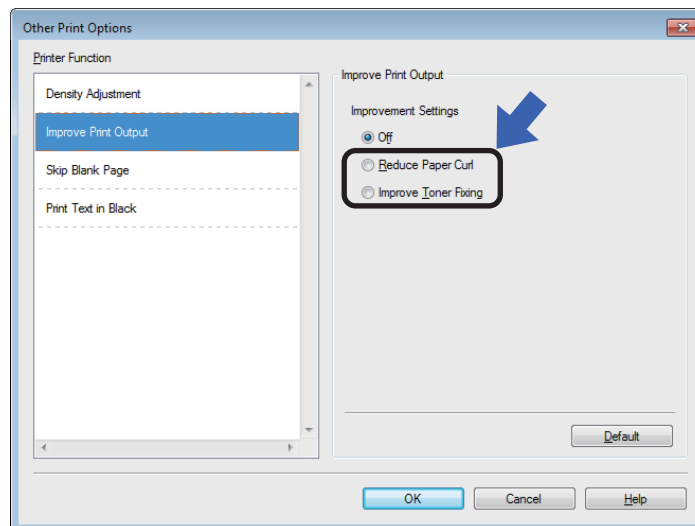 Other Print Options
Printer Function
Density Adjustment
Improve Print Output
Skip Blank Page
Print Text in Black
Improve Print Output
Improvement Settings
Off
Reduce Paper Curl
Improve Toner Fixing
Default
OK
Cancel
Help